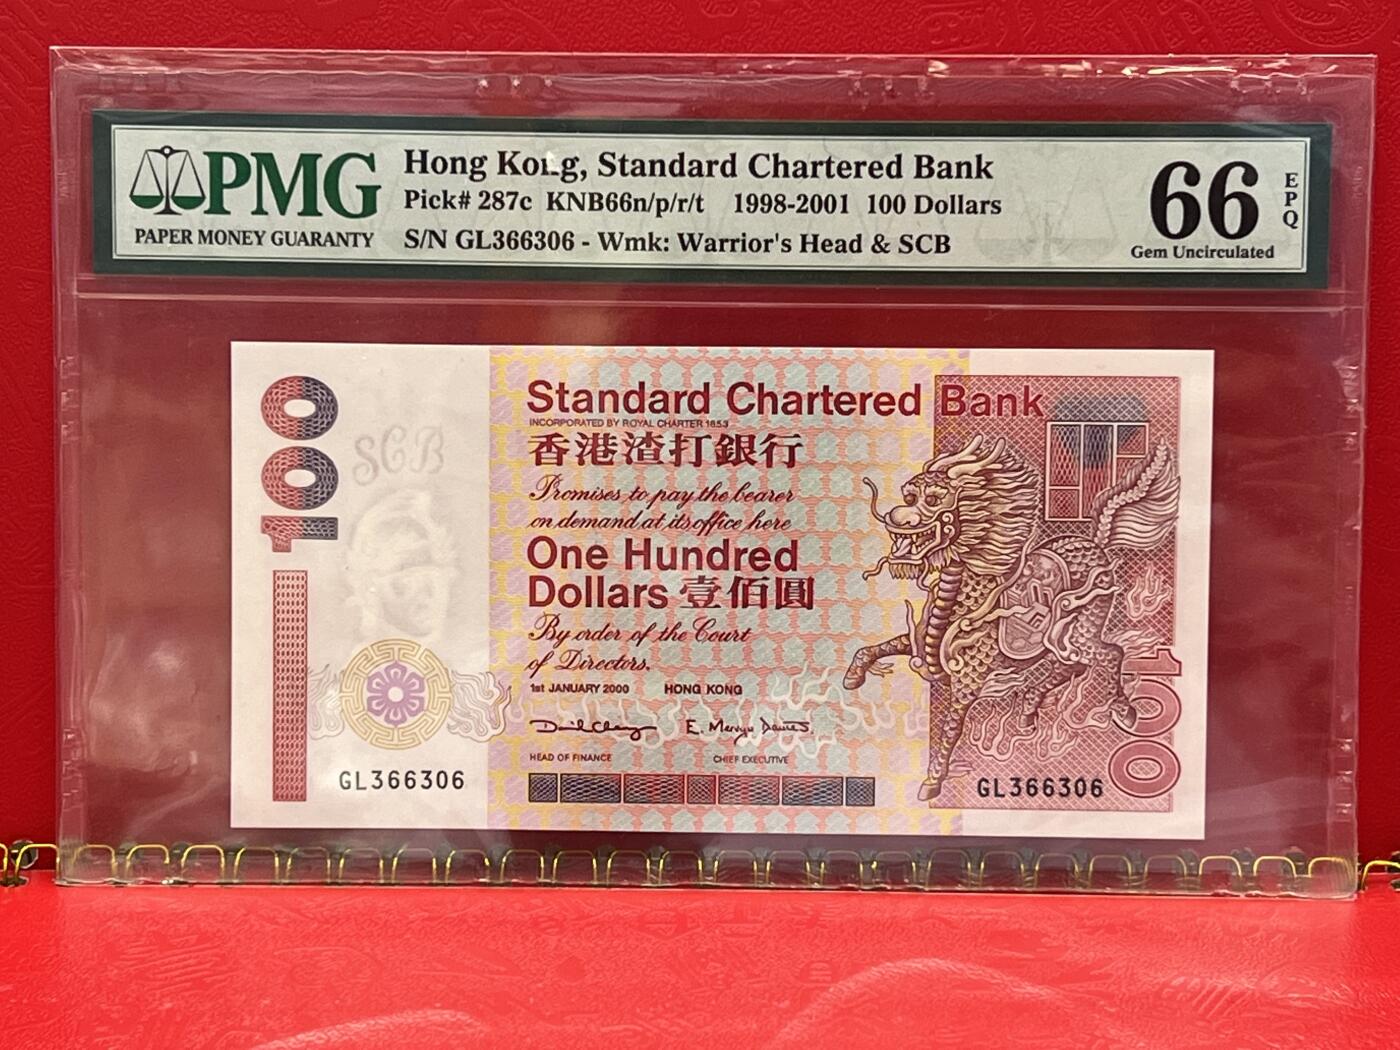 PMG
PAPER MONEY GUARANTY
Hong Kong, Standard Chartered Bank
Pick# 287c KNB66n/p/r/t 1998-2001 100 Dollars
S/N GL366306 - Wmk: Warrior's Head & SCB
66
EPQ
Gem Uncirculated
100
SCB
Standard Chartered Bank
INCORPORATED BY ROYAL CHARTER 1853
香港渣打銀行
Promises to pay the bearer
on demand at its office here
One Hundred
Dollars 壹佰圓
By order of the Court
of Directors.
1st JANUARY 2000 HONG KONG
E. Mervyn Davies.
HEAD OF FINANCE CHIEF EXECUTIVE
GL366306
GL366306
100